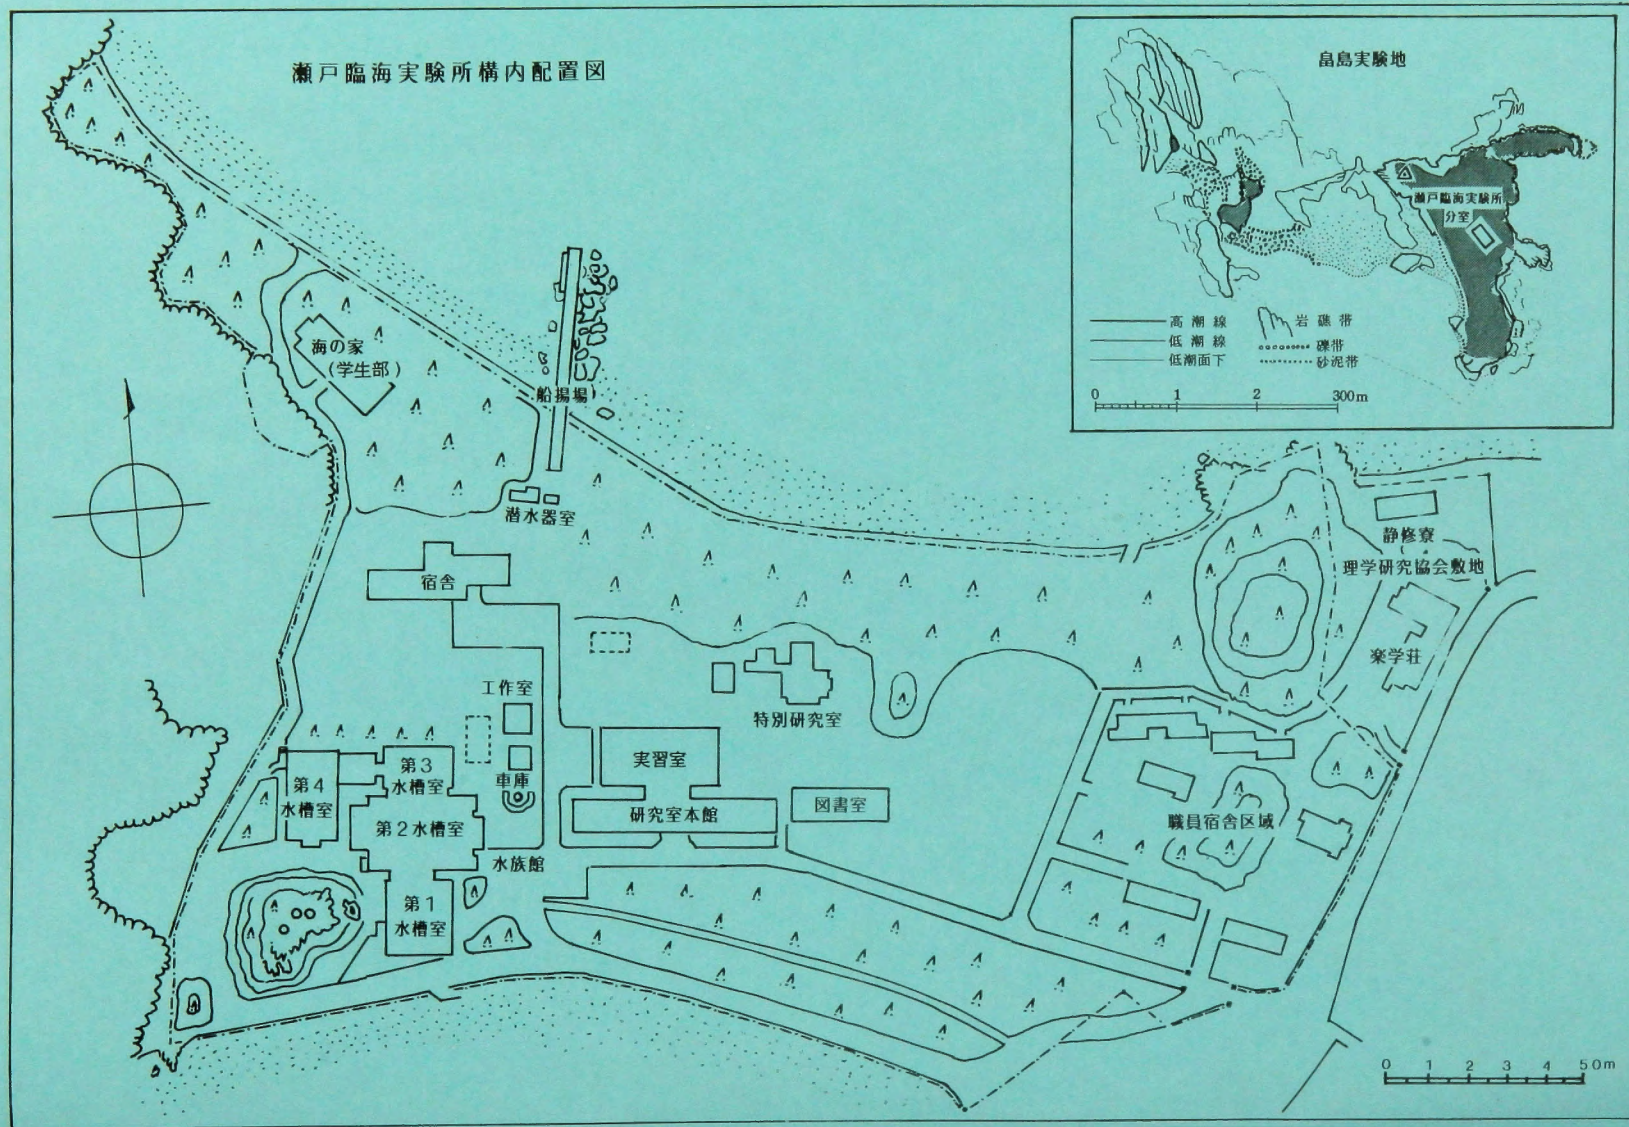 瀬戸臨海実験所構内配置図
畠島実験地
瀬戸臨海実験所
分室
高潮線
低潮線
低潮面下
岩礁帯
礫帯
砂泥帯
0 1 2 300m
海の家
(学生部)
船揚場
潜水器室
宿舎
静修寮
理学研究協会敷地
楽学荘
工作室
特別研究室
車庫
実習室
研究室本館
図書室
第4
水槽室
第3
水槽室
第2水槽室
水族館
第1
水槽室
職員宿舎区域
0 1 2 3 4 50m